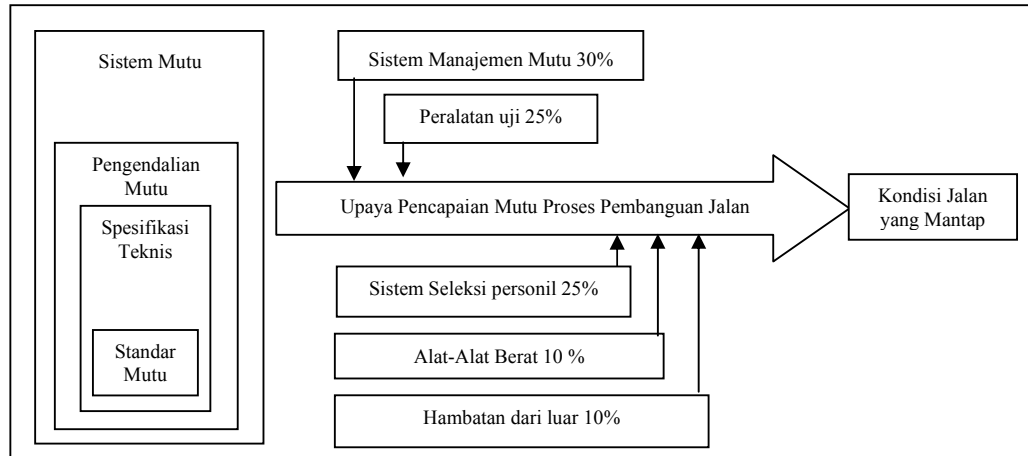 Sistem Mutu
Pengendalian
Mutu
Spesifikasi
Teknis
Standar
Mutu
Sistem Manajemen Mutu 30%
Peralatan uji 25%
Upaya Pencapaian Mutu Proses Pembanguan Jalan
Kondisi Jalan
yang Mantap
Sistem Seleksi personil 25%
Alat-Alat Berat 10 %
Hambatan dari luar 10%